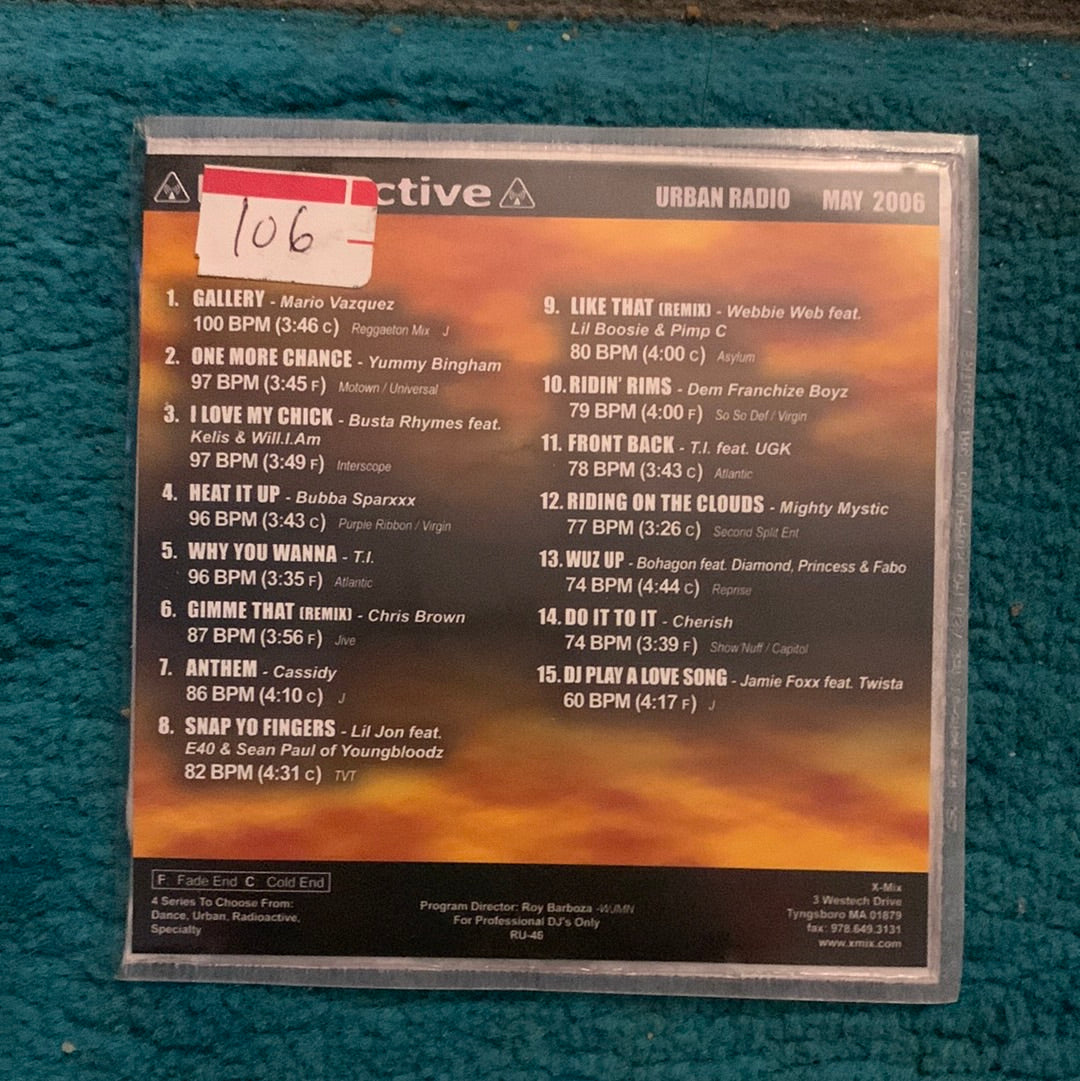 ctive
URBAN RADIO MAY 2006
106
1. GALLERY - Mario Vazquez
100 BPM (3:46 C) Reggaeton Mix J
2. ONE MORE CHANCE - Yummy Bingham
97 BPM (3:45 F) Motown / Universal
3. I LOVE MY CHICK - Busta Rhymes feat.
Kelis & Will.I.Am
97 BPM (3:49 F) Interscope
4. HEAT IT UP - Bubba Sparxxx
96 BPM (3:43 C) Purple Ribbon / Virgin
5. WHY YOU WANNA - T.I.
96 BPM (3:35 F) Atlantic
6. GIMME THAT (REMIX) - Chris Brown
87 BPM (3:56 F) Jive
7. ANTHEM - Cassidy
86 BPM (4:10 C) J
8. SNAP YO FINGERS - Lil Jon feat.
E40 & Sean Paul of Youngbloodz
82 BPM (4:31 C) TVT
9. LIKE THAT (REMIX) - Webbie Web feat.
Lil Boosie & Pimp C
80 BPM (4:00 C) Asylum
10. RIDIN' RIMS - Dem Franchize Boyz
79 BPM (4:00 F) So So Def / Virgin
11. FRONT BACK - T.I. feat. UGK
78 BPM (3:43 C) Atlantic
12. RIDING ON THE CLOUDS - Mighty Mystic
77 BPM (3:26 C) Second Split Ent
13. WUZ UP - Bohagon feat. Diamond, Princess & Fabo
74 BPM (4:44 C) Reprise
14. DO IT TO IT - Cherish
74 BPM (3:39 F) Show'Nuff / Capitol
15. DJ PLAY A LOVE SONG - Jamie Foxx feat. Twista
60 BPM (4:17 F) J
F: Fade End C: Cold End
4 Series To Choose From:
Dance, Urban, Radioactive,
Specialty
Program Director: Roy Barboza -WJMN
For Professional DJ's Only
RU-46
X-Mix
3 Westech Drive
Tyngsboro MA 01879
fax: 978.649.3131
www.xmix.com